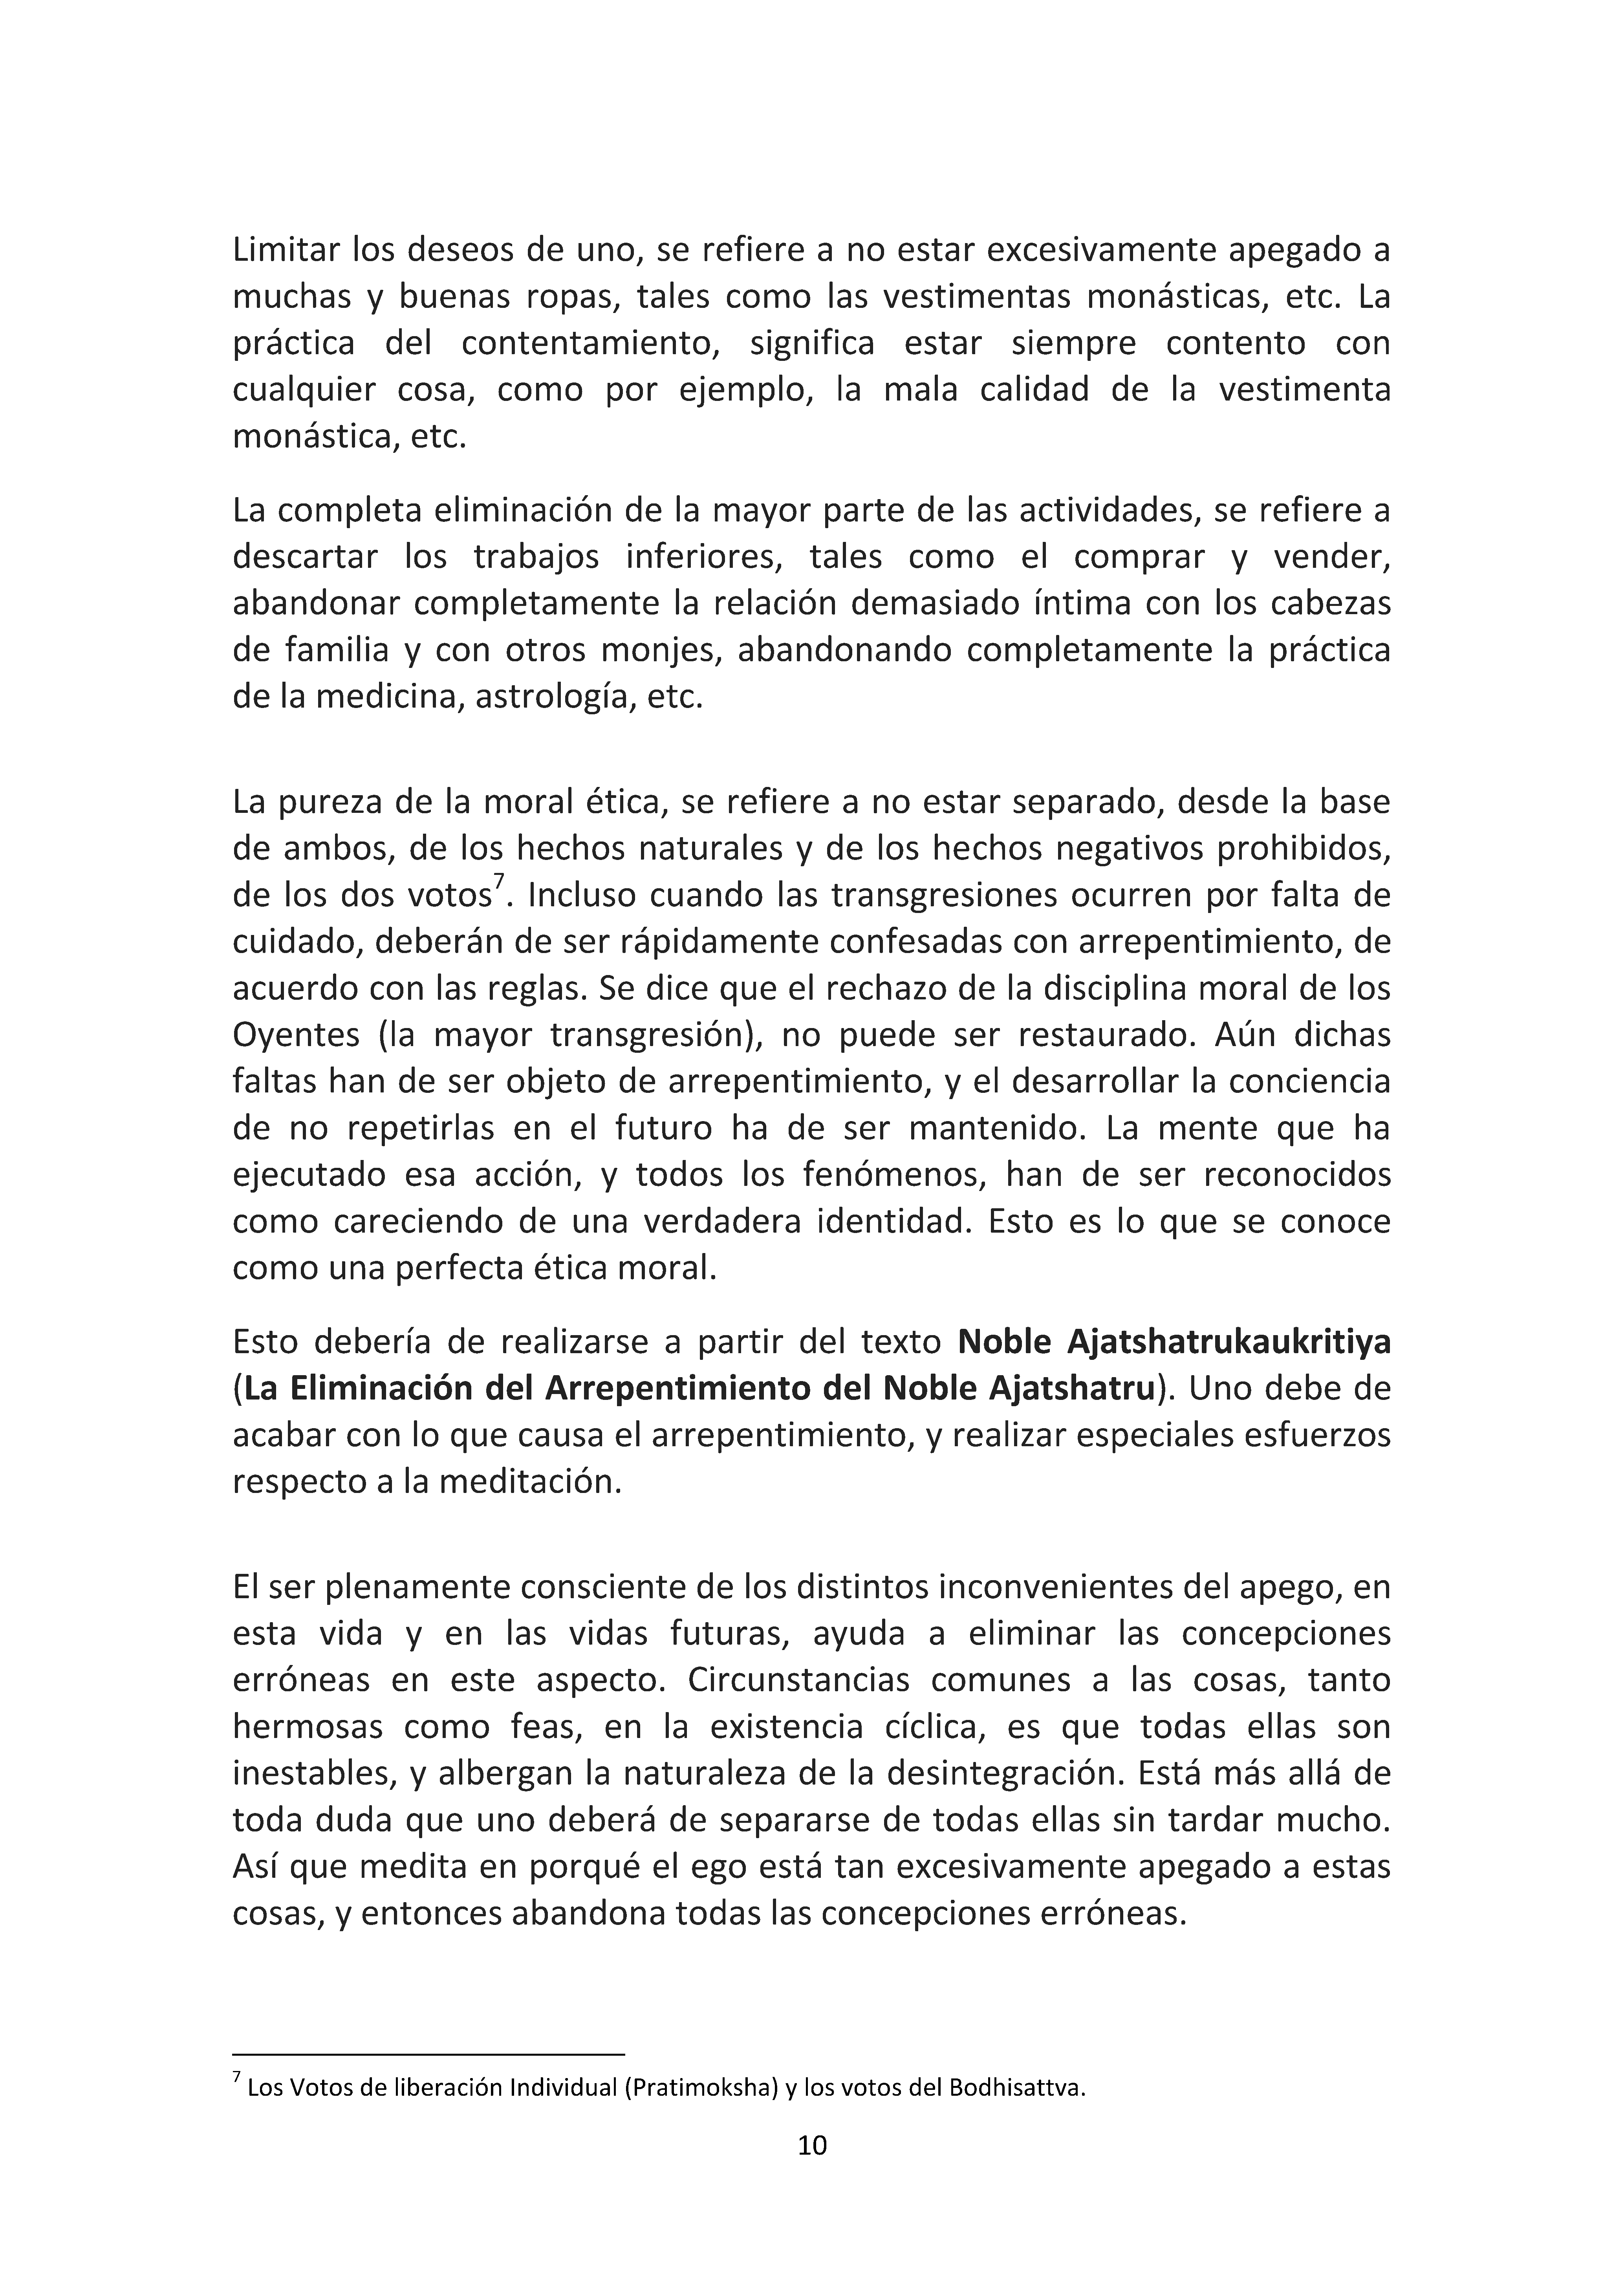 Limitar los deseos de uno, se refiere a no estar excesivamente apegado a
muchas y buenas ropas, tales como las vestimentas monásticas, etc. La
práctica del contentamiento, significa estar siempre contento con
cualquier cosa, como por ejemplo, la mala calidad de la vestimenta
monástica, etc.
La completa eliminación de la mayor parte de las actividades, se refiere a
descartar los trabajos inferiores, tales como el comprar y vender,
abandonar completamente la relación demasiado íntima con los cabezas
de familia y con otros monjes, abandonando completamente la práctica
de la medicina, astrología, etc.
La pureza de la moral ética, se refiere a no estar separado, desde la base
de ambos, de los hechos naturales y de los hechos negativos prohibidos,
de los dos votos7. Incluso cuando las transgresiones ocurren por falta de
cuidado, deberán de ser rápidamente confesadas con arrepentimiento, de
acuerdo con las reglas. Se dice que el rechazo de la disciplina moral de los
Oyentes (la mayor transgresión), no puede ser restaurado. Aún dichas
faltas han de ser objeto de arrepentimiento, y el desarrollar la conciencia
de no repetirlas en el futuro ha de ser mantenido. La mente que ha
ejecutado esa acción, y todos los fenómenos, han de ser reconocidos
como careciendo de una verdadera identidad. Esto es lo que se conoce
como una perfecta ética moral.
Esto debería de realizarse a partir del texto Noble Ajatshatrukaukritiya
(La Eliminación del Arrepentimiento del Noble Ajatshatru). Uno debe de
acabar con lo que causa el arrepentimiento, y realizar especiales esfuerzos
respecto a la meditación.
El ser plenamente consciente de los distintos inconvenientes del apego, en
esta vida y en las vidas futuras, ayuda a eliminar las concepciones
erróneas en este aspecto. Circunstancias comunes a las cosas, tanto
hermosas como feas, en la existencia cíclica, es que todas ellas son
inestables, y albergan la naturaleza de la desintegración. Está más allá de
toda duda que uno deberá de separarse de todas ellas sin tardar mucho.
Así que medita en porqué el ego está tan excesivamente apegado a estas
cosas, y entonces abandona todas las concepciones erróneas.
7 Los Votos de liberación Individual (Pratimoksha) y los votos del Bodhisattva.
10